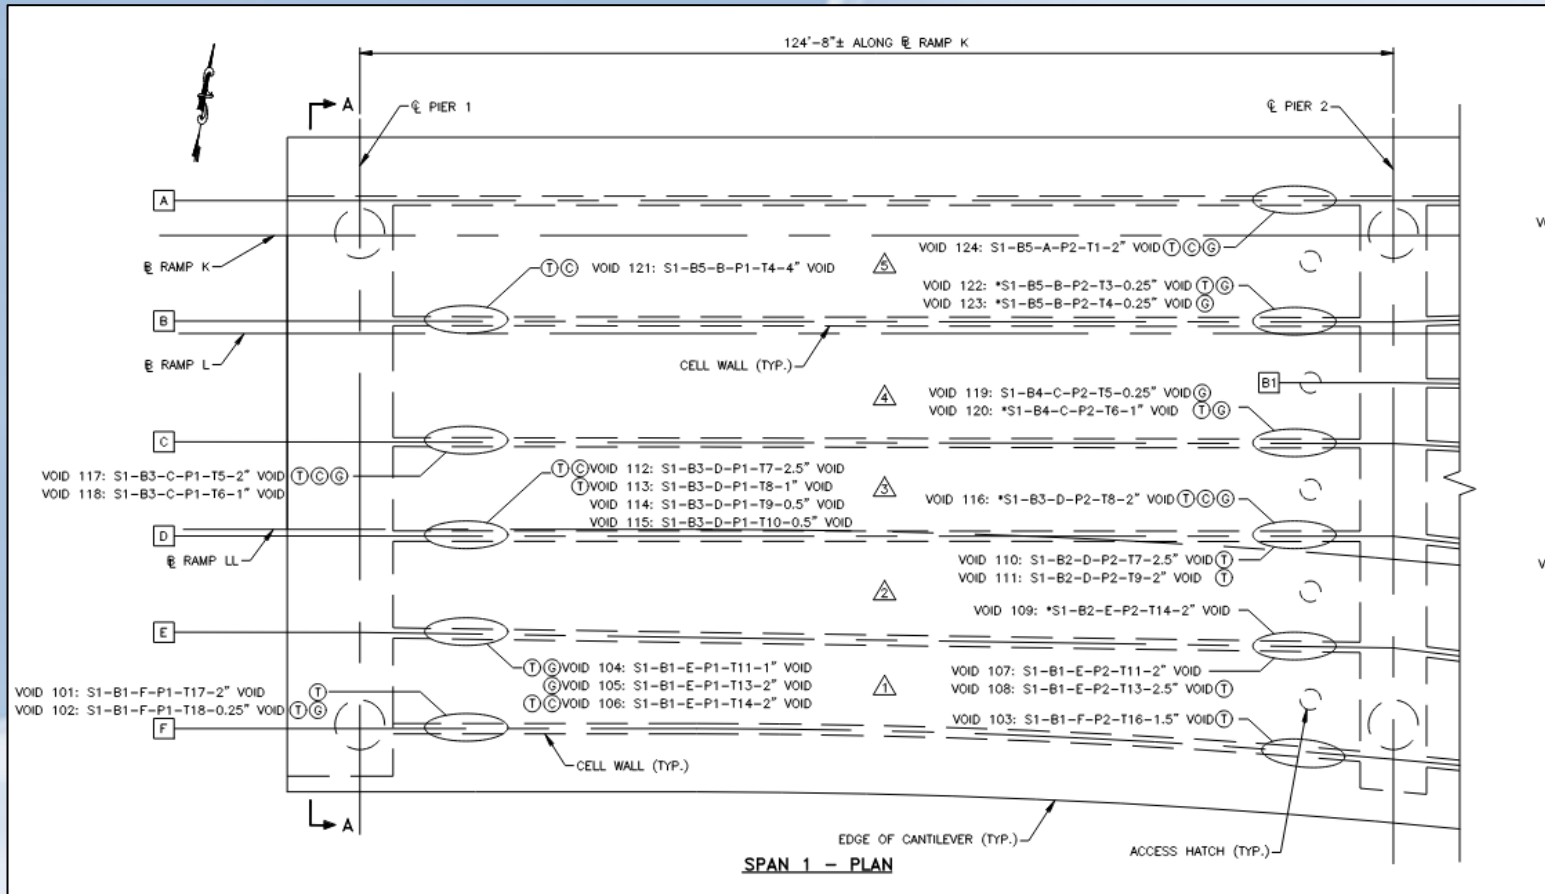 124'-8"± ALONG ⅊ RAMP K
A
℄ PIER 1
℄ PIER 2
A
VOID 124: S1-B5-A-P2-T1-2" VOID T C G
⅊ RAMP K
T C VOID 121: S1-B5-B-P1-T4-4" VOID
5
VOID 122: *S1-B5-B-P2-T3-0.25" VOID T G
VOID 123: *S1-B5-B-P2-T4-0.25" VOID G
B
⅊ RAMP L
CELL WALL (TYP.)
B1
4
VOID 119: S1-B4-C-P2-T5-0.25" VOID G
VOID 120: *S1-B4-C-P2-T6-1" VOID T G
C
VOID 117: S1-B3-C-P1-T5-2" VOID T C G
VOID 118: S1-B3-C-P1-T6-1" VOID
T C VOID 112: S1-B3-D-P1-T7-2.5" VOID
T VOID 113: S1-B3-D-P1-T8-1" VOID
VOID 114: S1-B3-D-P1-T9-0.5" VOID
VOID 115: S1-B3-D-P1-T10-0.5" VOID
3
VOID 116: *S1-B3-D-P2-T8-2" VOID T C G
D
⅊ RAMP LL
VOID 110: S1-B2-D-P2-T7-2.5" VOID T
VOID 111: S1-B2-D-P2-T9-2" VOID T
2
VOID 109: *S1-B2-E-P2-T14-2" VOID
E
T G VOID 104: S1-B1-E-P1-T11-1" VOID
G VOID 105: S1-B1-E-P1-T13-2" VOID
T C VOID 106: S1-B1-E-P1-T14-2" VOID
1
VOID 107: S1-B1-E-P2-T11-2" VOID
VOID 108: S1-B1-E-P2-T13-2.5" VOID T
VOID 101: S1-B1-F-P1-T17-2" VOID T
VOID 102: S1-B1-F-P1-T18-0.25" VOID T G
VOID 103: S1-B1-F-P2-T16-1.5" VOID T
F
CELL WALL (TYP.)
A
EDGE OF CANTILEVER (TYP.)
ACCESS HATCH (TYP.)
SPAN 1 - PLAN